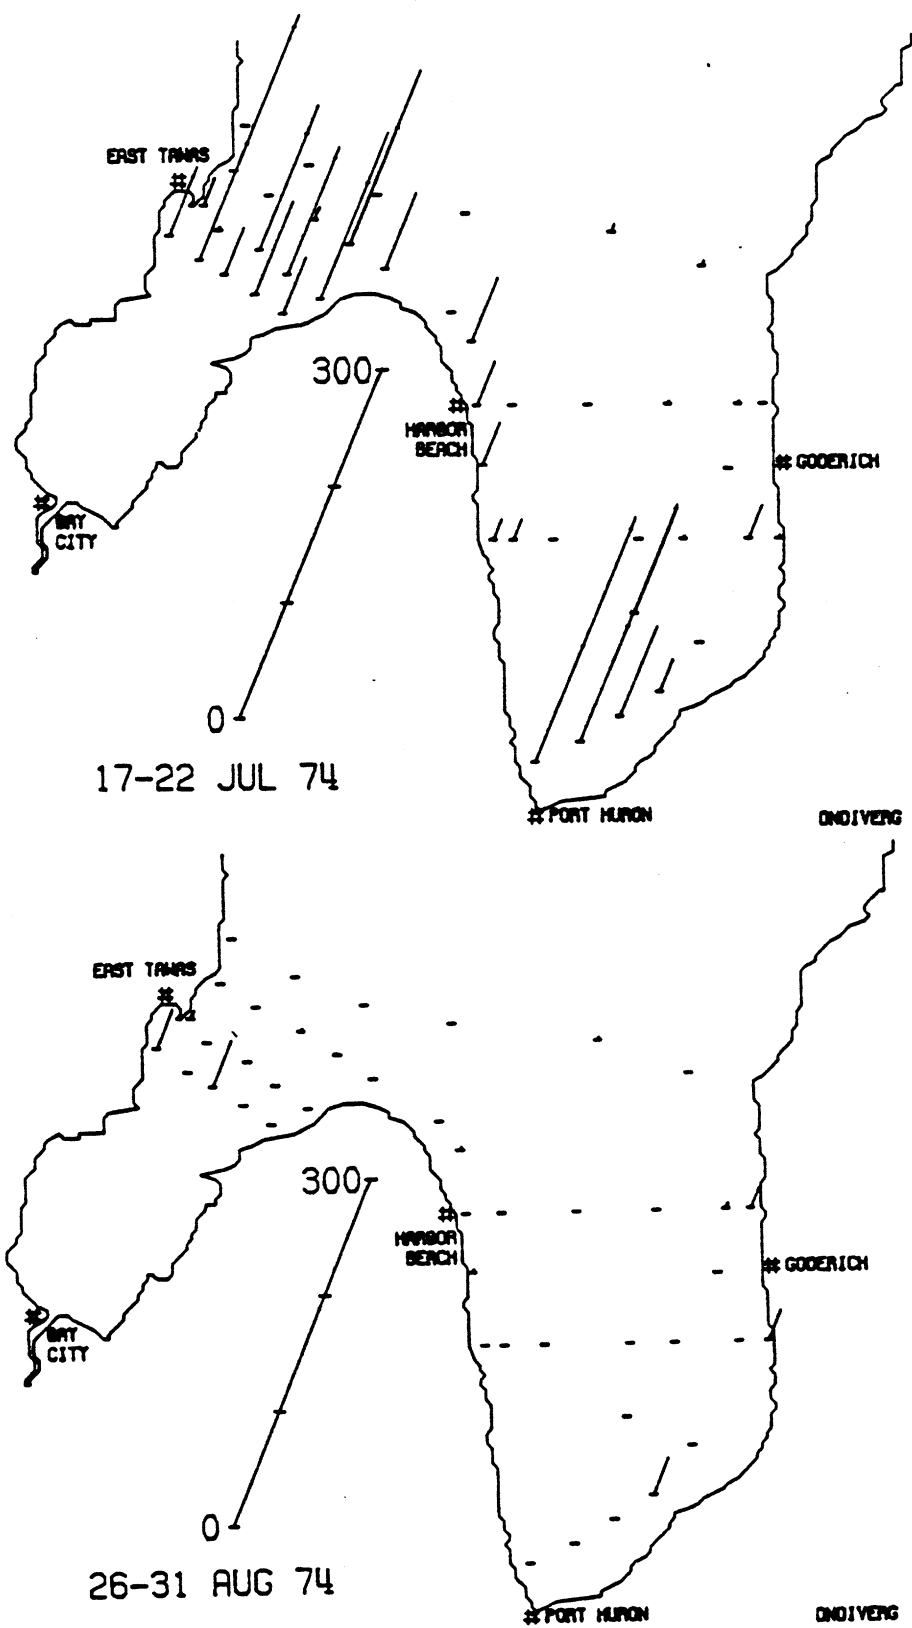 EAST TAWAS
#
300
#
HARBOR
BEACH
# GODERICH
#
BAY
CITY
0
17-22 JUL 74
# PORT HURON
ONDIVERG
EAST TAWAS
#
300
#
HARBOR
BEACH
# GODERICH
#
BAY
CITY
0
26-31 AUG 74
# PORT HURON
ONDIVERG